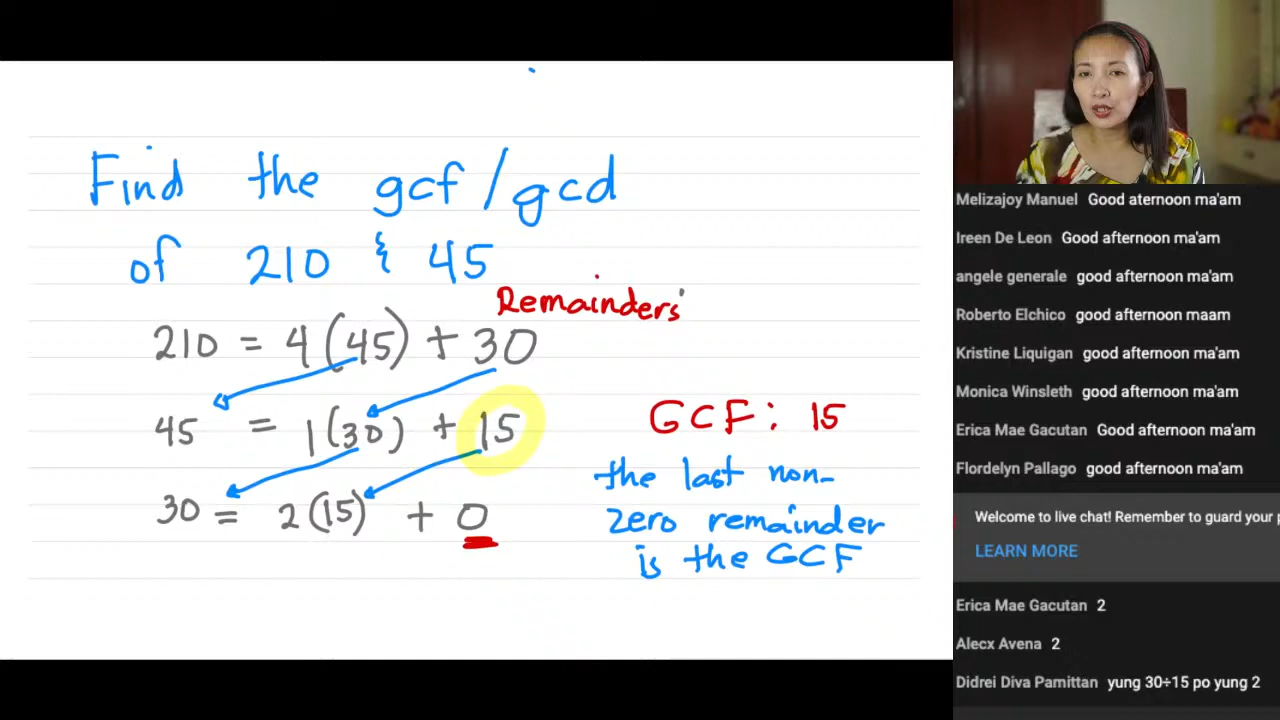 Find the gcf/gcd
of 210 & 45
Remainders
210 = 4(45) + 30
45 = 1(30) + 15
30 = 2(15) + 0
GCF: 15
the last non-
zero remainder
is the GCF
Melizajoy Manuel Good aternoon ma'am
Ireen De Leon Good afternoon ma'am
angele generale good afternoon ma'am
Roberto Elchico good afternoon maam
Kristine Liquigan good afternoon ma'am
Monica Winsleth good afternoon ma'am
Erica Mae Gacutan Good afternoon ma'am
Flordelyn Pallago good afternoon ma'am
Welcome to live chat! Remember to guard your p
LEARN MORE
Erica Mae Gacutan 2
Alecx Avena 2
Didrei Diva Pamittan yung 30÷15 po yung 2